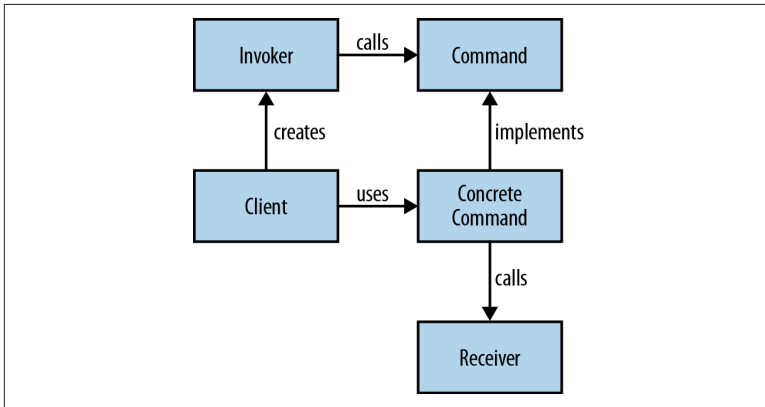 Invoker
calls
Command
creates
implements
Client
uses
Concrete
Command
calls
Receiver